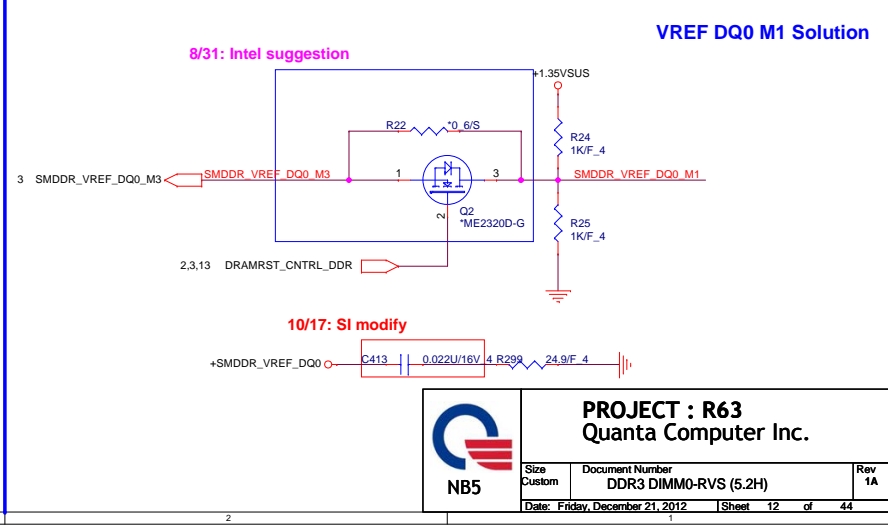 VREF DQ0 M1 Solution
8/31: Intel suggestion
+1.35VSUS
R22 *0_6/S
R24
1K/F_4
3 SMDDR_VREF_DQ0_M3 SMDDR_VREF_DQ0_M3 1 3 SMDDR_VREF_DQ0_M1
2
Q2
*ME2320D-G
R25
1K/F_4
2,3,13 DRAMRST_CNTRL_DDR
10/17: SI modify
+SMDDR_VREF_DQ0 C413 0.022U/16V_4 R299 24.9/F_4
PROJECT : R63
Quanta Computer Inc.
NB5
Size
Custom
Document Number
DDR3 DIMM0-RVS (5.2H)
Rev
1A
Date: Friday, December 21, 2012 Sheet 12 of 44
2 1